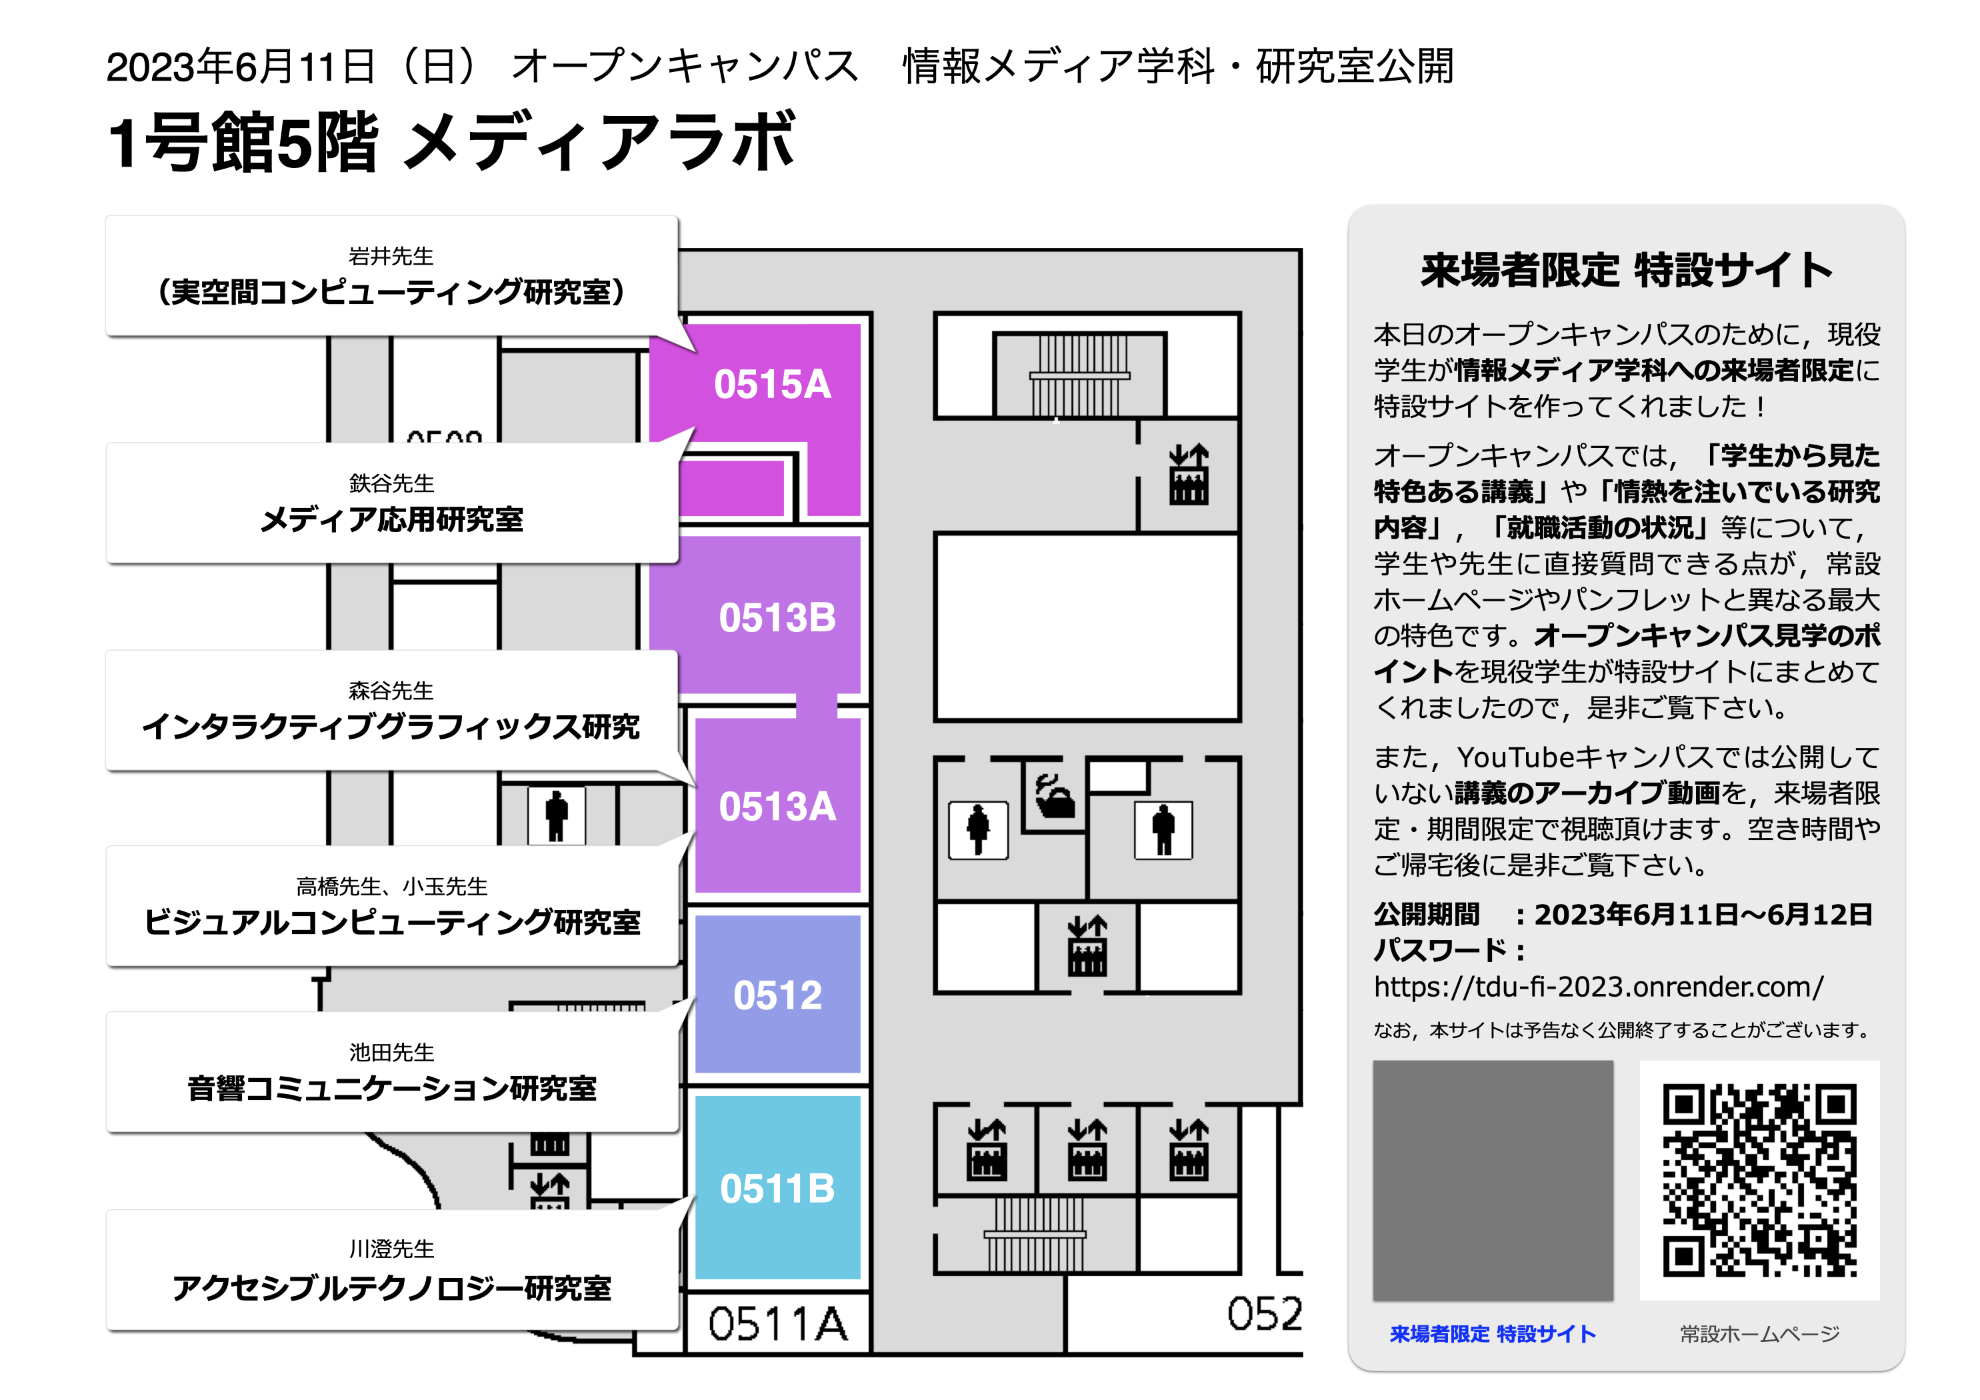 2023年6月11日（日） オープンキャンパス　情報メディア学科・研究室公開
1号館5階 メディアラボ
岩井先生
（実空間コンピューティング研究室）
鉄谷先生
メディア応用研究室
森谷先生
インタラクティブグラフィックス研究
高橋先生、小玉先生
ビジュアルコンピューティング研究室
池田先生
音響コミュニケーション研究室
川澄先生
アクセシブルテクノロジー研究室
0515A
0513B
0513A
0512
0511B
0511A
052
来場者限定 特設サイト
本日のオープンキャンパスのために，現役
学生が情報メディア学科への来場者限定に
特設サイトを作ってくれました！
オープンキャンパスでは，「学生から見た
特色ある講義」や「情熱を注いでいる研究
内容」，「就職活動の状況」等について，
学生や先生に直接質問できる点が，常設
ホームページやパンフレットと異なる最大
の特色です。オープンキャンパス見学のポ
イントを現役学生が特設サイトにまとめて
くれましたので，是非ご覧下さい。
また，YouTubeキャンパスでは公開して
いない講義のアーカイブ動画を，来場者限
定・期間限定で視聴頂けます。空き時間や
ご帰宅後に是非ご覧下さい。
公開期間　：2023年6月11日〜6月12日
パスワード：
https://tdu-fi-2023.onrender.com/
なお，本サイトは予告なく公開終了することがございます。
来場者限定 特設サイト
常設ホームページ